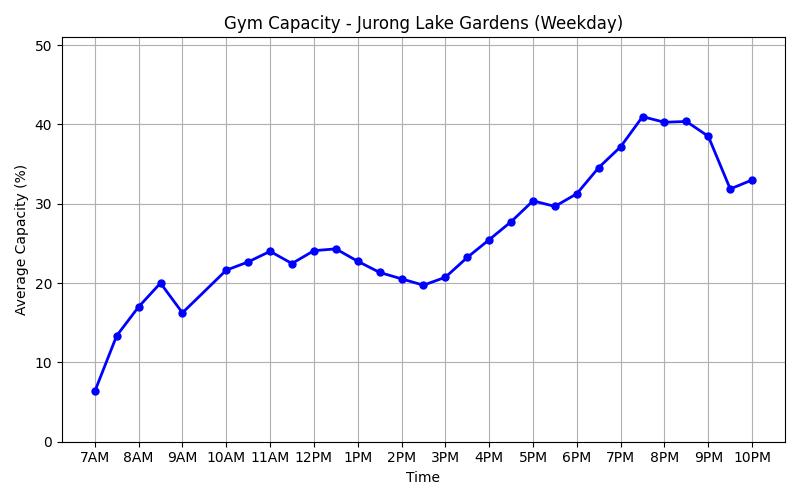 Gym Capacity - Jurong Lake Gardens (Weekday)
Average Capacity (%)
50
40
30
20
10
0
7AM 8AM 9AM 10AM 11AM 12PM 1PM 2PM 3PM 4PM 5PM 6PM 7PM 8PM 9PM 10PM
Time